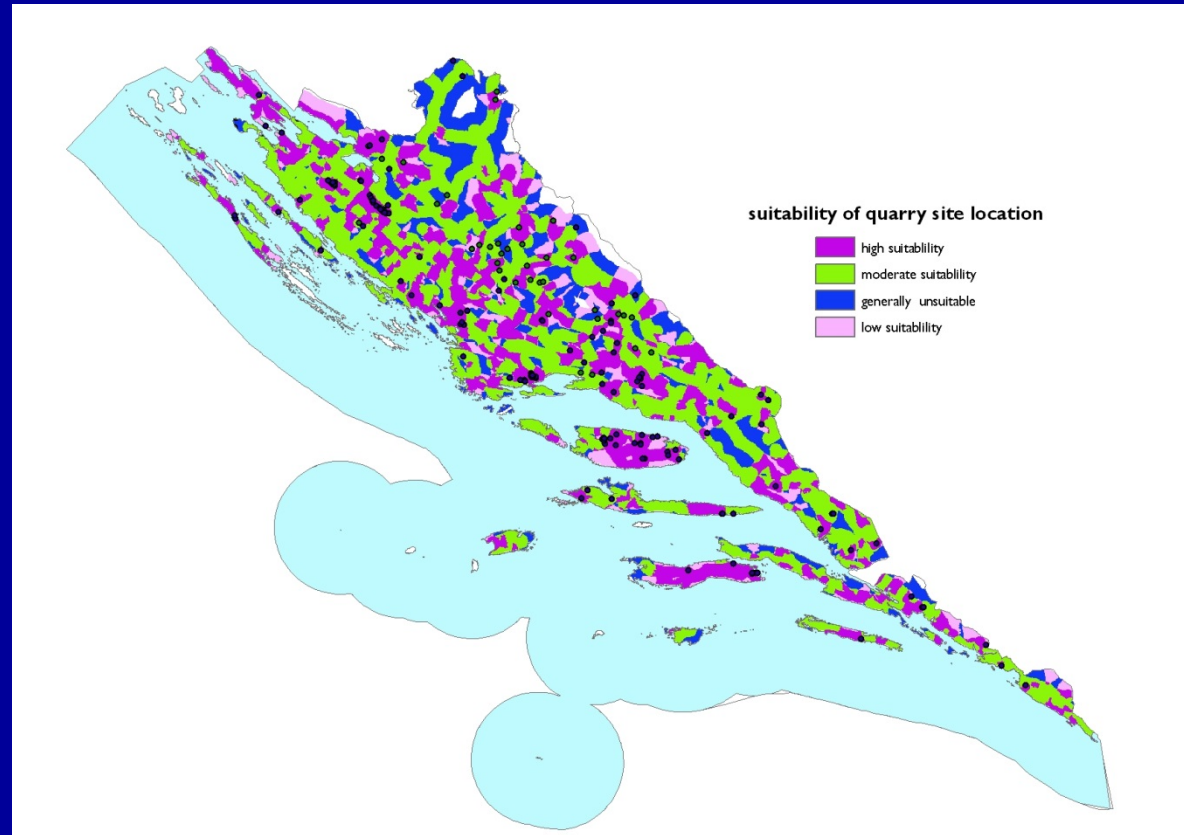 suitability of quarry site location
high suitablility
moderate suitablility
generally unsuitable
low suitablility